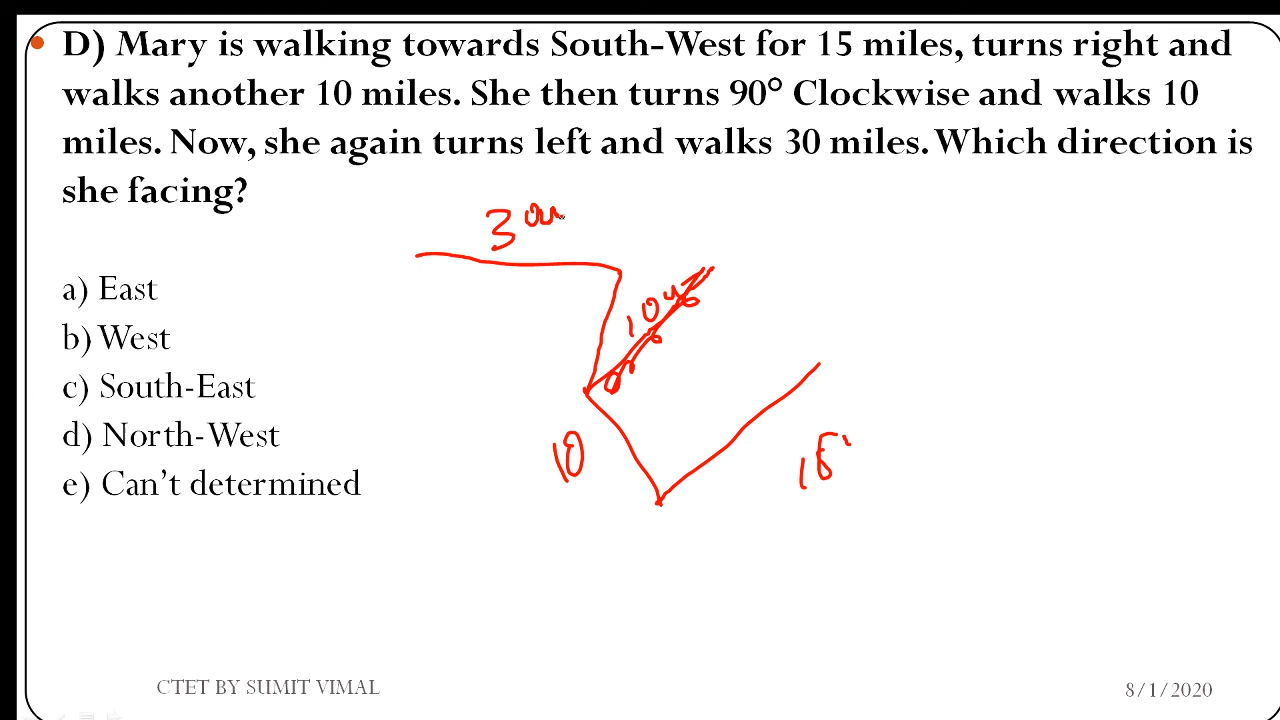 • D) Mary is walking towards South-West for 15 miles, turns right and
walks another 10 miles. She then turns 90° Clockwise and walks 10
miles. Now, she again turns left and walks 30 miles. Which direction is
she facing?
a) East
b) West
c) South-East
d) North-West
e) Can't determined
10
CTET BY SUMIT VIMAL
8/1/2020